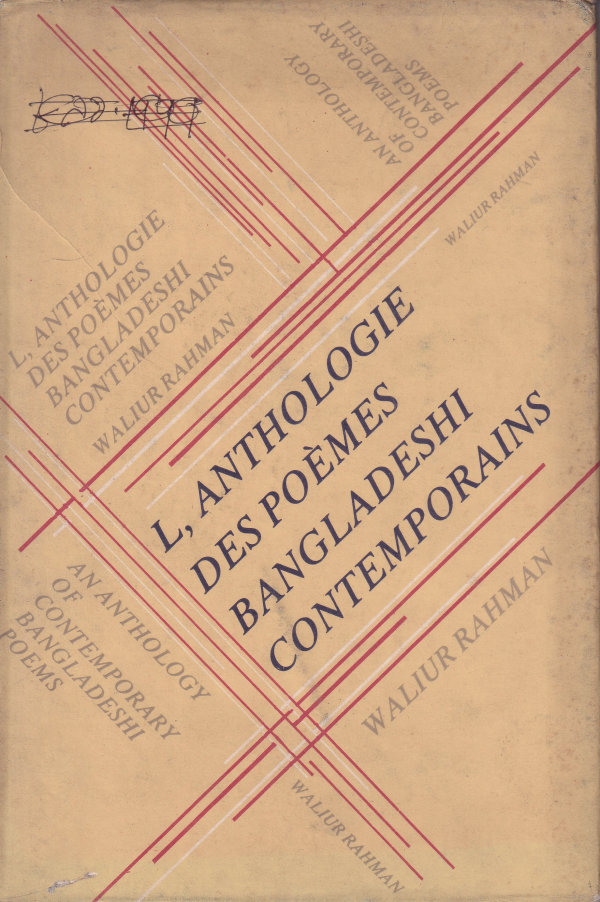 AN ANTHOLOGY
OF
CONTEMPORARY
BANGLADESHI
POEMS
WALIUR RAHMAN
L, ANTHOLOGIE
DES POÈMES
BANGLADESHI
CONTEMPORAINS
WALIUR RAHMAN
L, ANTHOLOGIE
DES POÈMES
BANGLADESHI
CONTEMPORAINS
WALIUR RAHMAN
AN ANTHOLOGY
OF
CONTEMPORARY
BANGLADESHI
POEMS
WALIUR RAHMAN